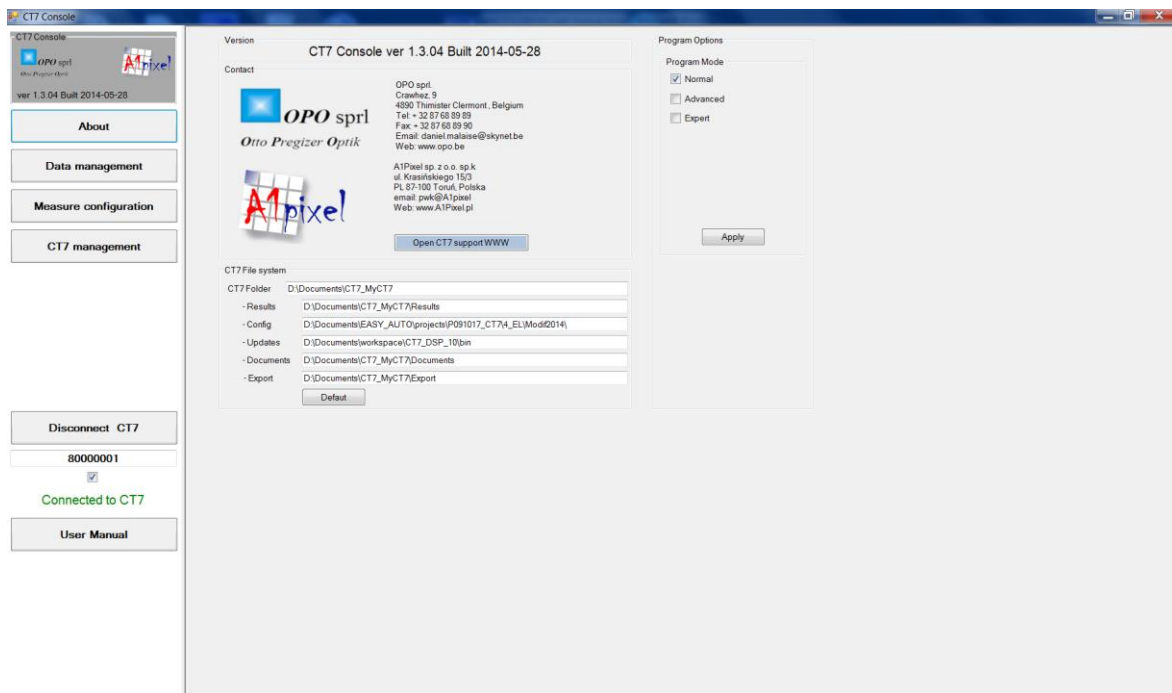 CT7 Console
CT7 Console
OPO sprl
Otto Pregizer Optik
A1pixel
ver 1.3.04 Built 2014-05-28
About
Data management
Measure configuration
CT7 management
Disconnect CT7
80000001
Connected to CT7
User Manual
Version
CT7 Console ver 1.3.04 Built 2014-05-28
Contact
OPO sprl
Otto Pregizer Optik
A1pixel
OPO sprl.
Crawhez, 9
4890 Thimister Clermont, Belgium
Tel: + 32 87 68 89 89
Fax: + 32 87 68 89 90
Email: daniel.malaise@skynet.be
Web: www.opo.be
A1Pixel sp. z o.o. sp.k
ul. Krasińskiego 15/3
PL 87-100 Toruń, Polska
email: pwk@A1pixel
Web: www.A1Pixel.pl
Open CT7 support WWW
CT7 File system
CT7 Folder D:\Documents\CT7_MyCT7
- Results D:\Documents\CT7_MyCT7\Results
- Config D:\Documents\EASY_AUTO\projects\P091017_CT7\4_EL\Modif2014\
- Updates D:\Documents\workspace\CT7_DSP_10\bin
- Documents D:\Documents\CT7_MyCT7\Documents
- Export D:\Documents\CT7_MyCT7\Export
Defaut
Program Options
Program Mode
Normal
Advanced
Expert
Apply